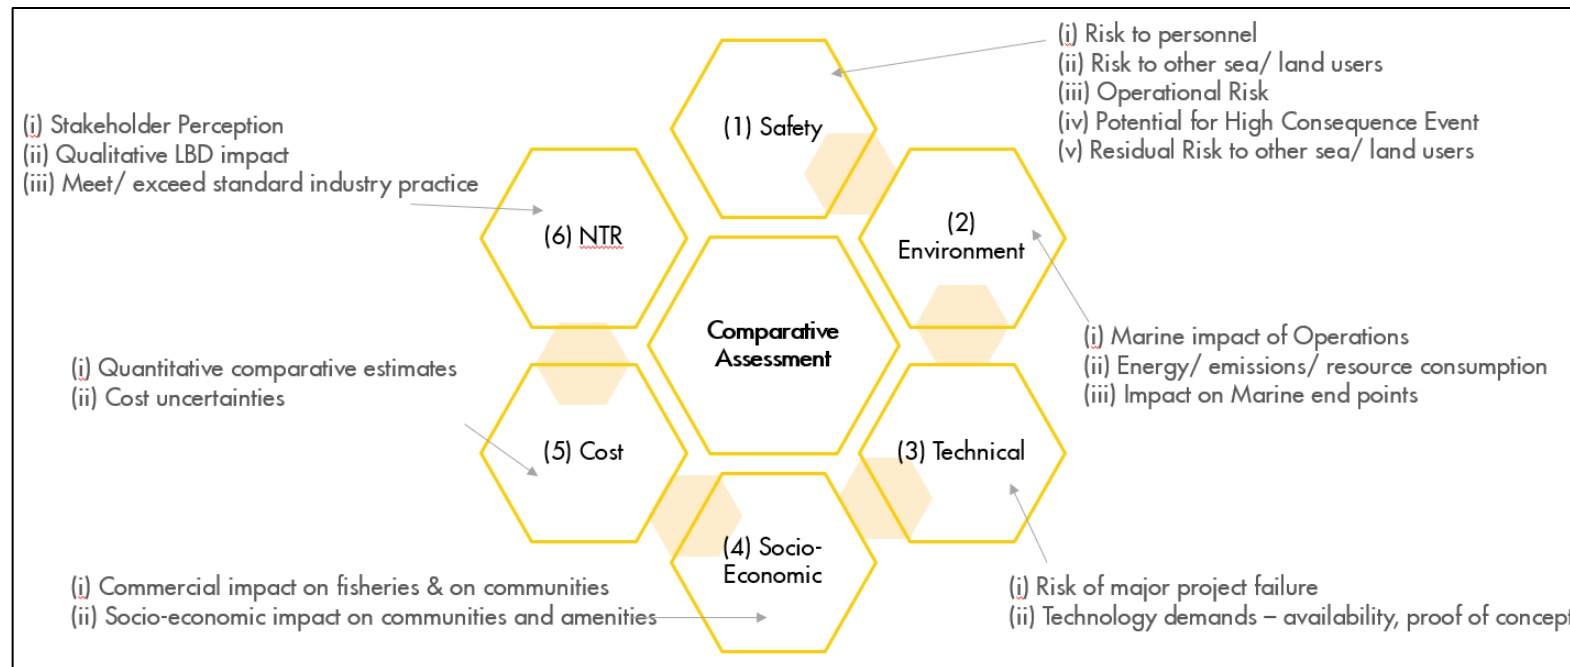 (1) Safety
(i) Risk to personnel
(ii) Risk to other sea/ land users
(iii) Operational Risk
(iv) Potential for High Consequence Event
(v) Residual Risk to other sea/ land users
(2)
Environment
(i) Marine impact of Operations
(ii) Energy/ emissions/ resource consumption
(iii) Impact on Marine end points
(3) Technical
(i) Risk of major project failure
(ii) Technology demands – availability, proof of concept
(4) Socio-
Economic
(i) Commercial impact on fisheries & on communities
(ii) Socio-economic impact on communities and amenities
(5) Cost
(i) Quantitative comparative estimates
(ii) Cost uncertainties
(6) NTR
(i) Stakeholder Perception
(ii) Qualitative LBD impact
(iii) Meet/ exceed standard industry practice
Comparative
Assessment